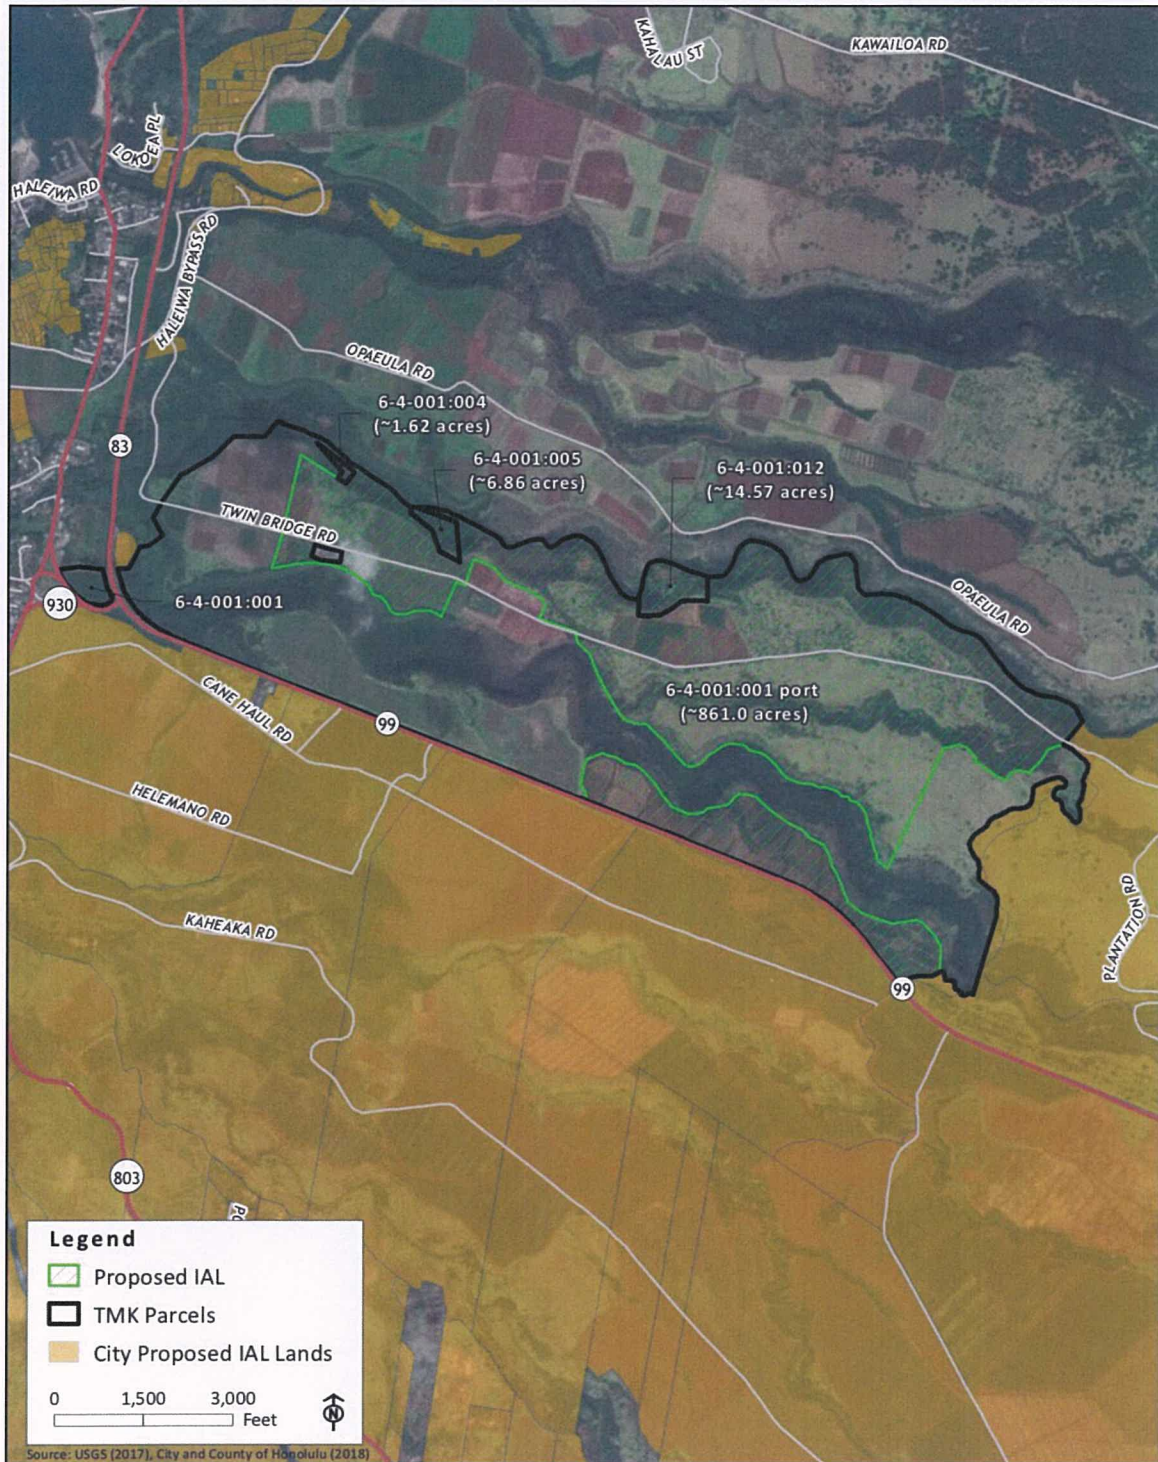 KAHALAU ST
KAWAILOA RD
LOKOEA PL
HALEIWA RD
HALEIWA BYPASS RD
OPAEULA RD
6-4-001:004
(~1.62 acres)
83
6-4-001:005
(~6.86 acres)
6-4-001:012
(~14.57 acres)
TWIN BRIDGE RD
OPAEULA RD
930
6-4-001:001
6-4-001:001 port
(~861.0 acres)
CANE HAUL RD
99
HELEMANO RD
KAHEAKA RD
PLANTATION RD
99
803
Legend
Proposed IAL
TMK Parcels
City Proposed IAL Lands
0 1,500 3,000
Feet
N
Source: USGS (2017), City and County of Honolulu (2018)